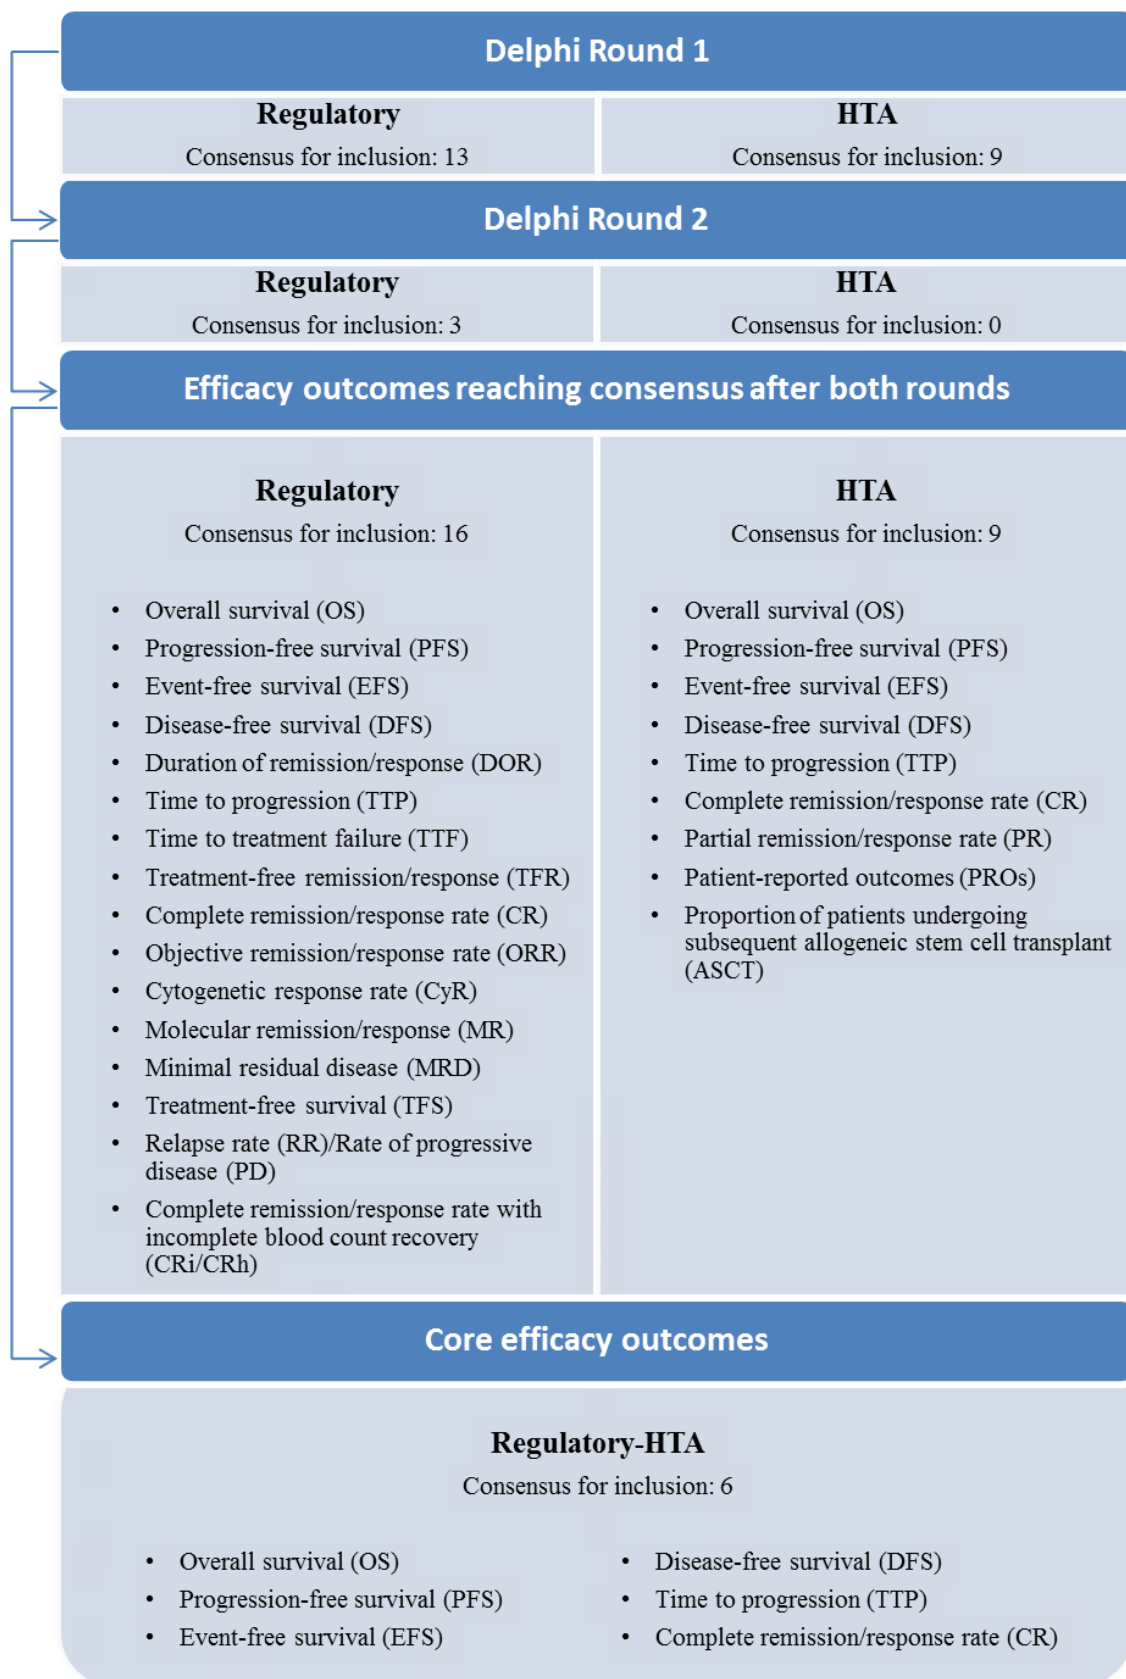 Delphi Round 1
Regulatory
Consensus for inclusion: 13
HTA
Consensus for inclusion: 9
Delphi Round 2
Regulatory
Consensus for inclusion: 3
HTA
Consensus for inclusion: 0
Efficacy outcomes reaching consensus after both rounds
Regulatory
Consensus for inclusion: 16
• Overall survival (OS)
• Progression-free survival (PFS)
• Event-free survival (EFS)
• Disease-free survival (DFS)
• Duration of remission/response (DOR)
• Time to progression (TTP)
• Time to treatment failure (TTF)
• Treatment-free remission/response (TFR)
• Complete remission/response rate (CR)
• Objective remission/response rate (ORR)
• Cytogenetic response rate (CyR)
• Molecular remission/response (MR)
• Minimal residual disease (MRD)
• Treatment-free survival (TFS)
• Relapse rate (RR)/Rate of progressive
disease (PD)
• Complete remission/response rate with
incomplete blood count recovery
(CRi/CRh)
HTA
Consensus for inclusion: 9
• Overall survival (OS)
• Progression-free survival (PFS)
• Event-free survival (EFS)
• Disease-free survival (DFS)
• Time to progression (TTP)
• Complete remission/response rate (CR)
• Partial remission/response rate (PR)
• Patient-reported outcomes (PROs)
• Proportion of patients undergoing
subsequent allogeneic stem cell transplant
(ASCT)
Core efficacy outcomes
Regulatory-HTA
Consensus for inclusion: 6
• Overall survival (OS)
• Progression-free survival (PFS)
• Event-free survival (EFS)
• Disease-free survival (DFS)
• Time to progression (TTP)
• Complete remission/response rate (CR)